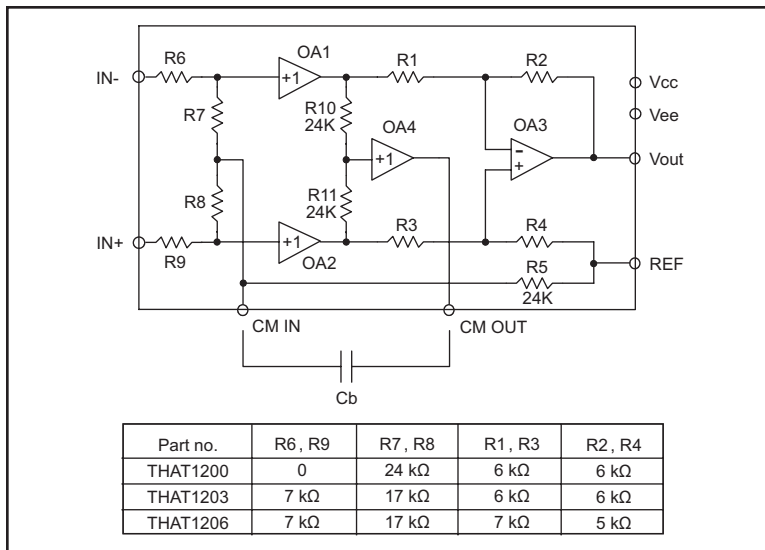 IN-
R6
OA1
+1
R1
R2
Vcc
Vee
R7
R10
24K
OA4
+1
OA3
-
+
Vout
R8
R11
24K
IN+
R9
+1
OA2
R3
R4
R5
24K
REF
CM IN
CM OUT
Cb
Part no. R6 , R9 R7 , R8 R1 , R3 R2 , R4
THAT1200 0 24 kΩ 6 kΩ 6 kΩ
THAT1203 7 kΩ 17 kΩ 6 kΩ 6 kΩ
THAT1206 7 kΩ 17 kΩ 7 kΩ 5 kΩ